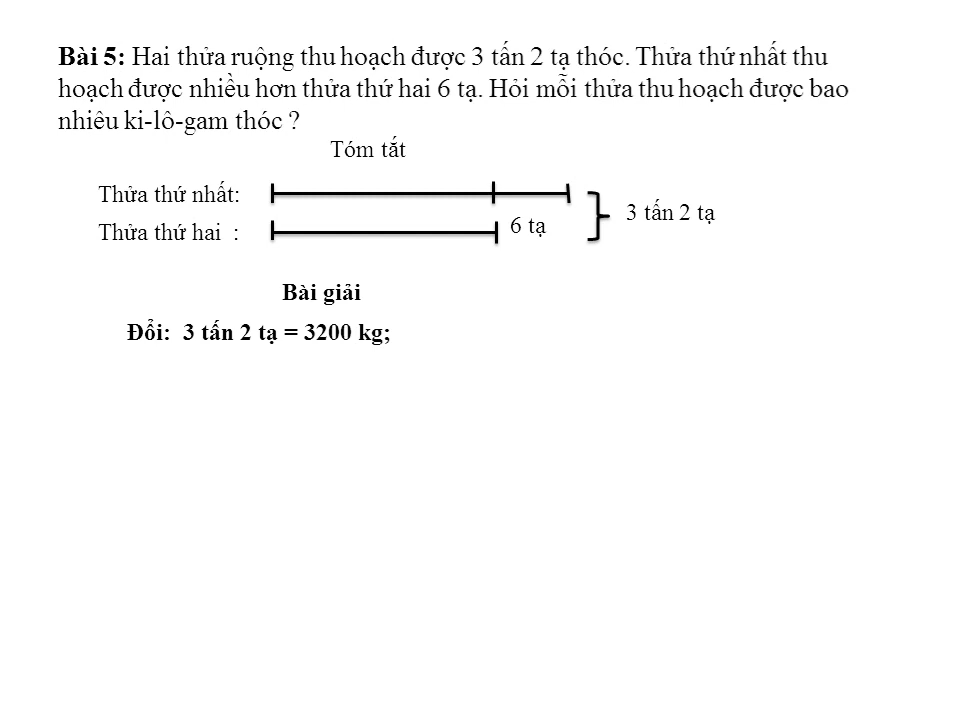 Bài 5: Hai thửa ruộng thu hoạch được 3 tấn 2 tạ thóc. Thửa thứ nhất thu
hoạch được nhiều hơn thửa thứ hai 6 tạ. Hỏi mỗi thửa thu hoạch được bao
nhiêu ki-lô-gam thóc ?
Tóm tắt
Thửa thứ nhất:
3 tấn 2 tạ
6 tạ
Thửa thứ hai :
Bài giải
Đổi: 3 tấn 2 tạ = 3200 kg;